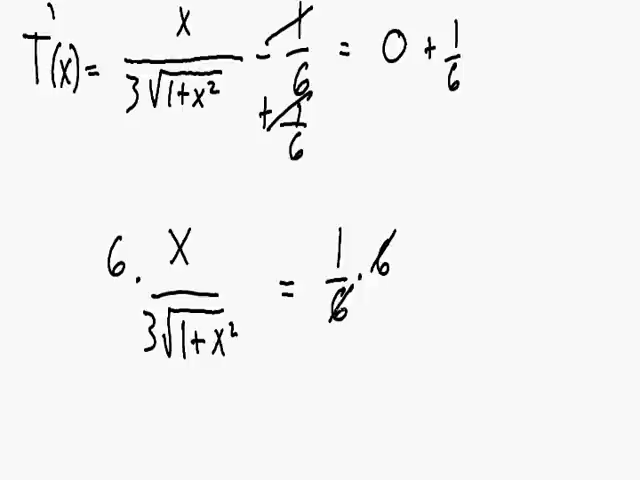 T'(x) = x / 3√(1+x²) - 1/6 = 0 + 1/6
+ 1/6
6 · x / 3√(1+x²) = 1/6 · 6